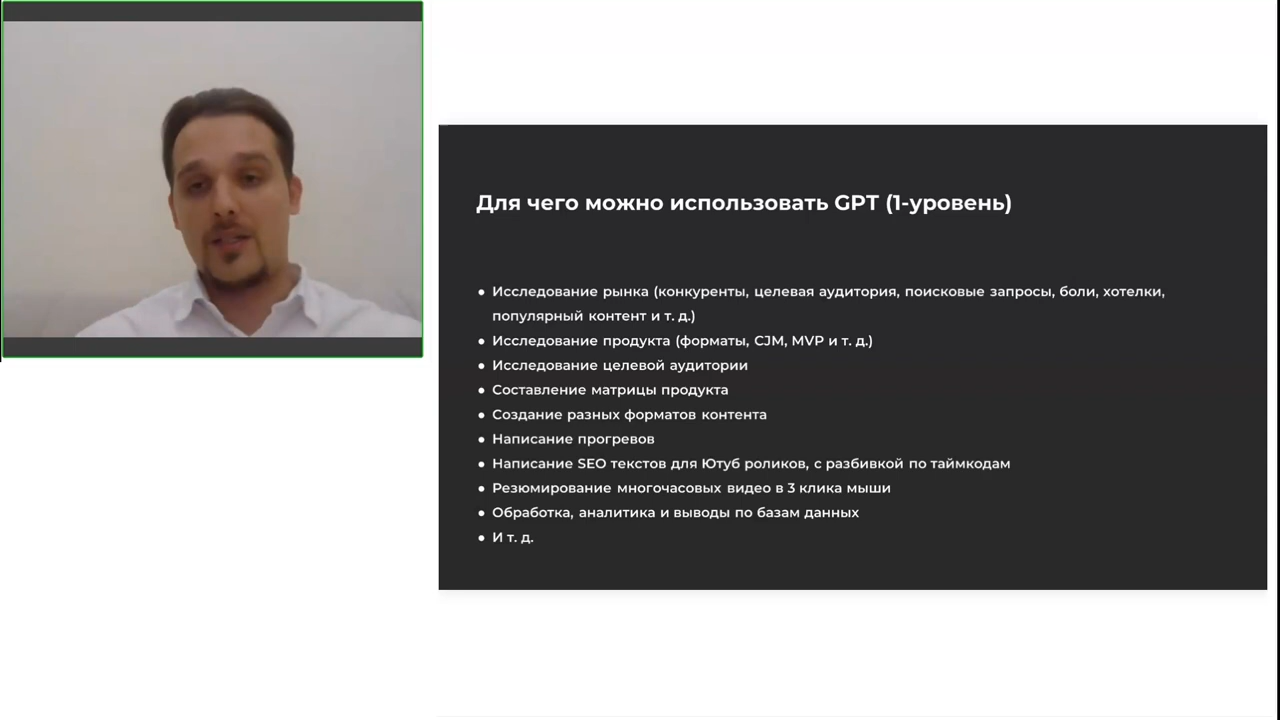 Для чего можно использовать GPT (1-уровень)
● Исследование рынка (конкуренты, целевая аудитория, поисковые запросы, боли, хотелки,
популярный контент и т. д.)
● Исследование продукта (форматы, CJM, MVP и т. д.)
● Исследование целевой аудитории
● Составление матрицы продукта
● Создание разных форматов контента
● Написание прогревов
● Написание SEO текстов для Ютуб роликов, с разбивкой по таймкодам
● Резюмирование многочасовых видео в 3 клика мыши
● Обработка, аналитика и выводы по базам данных
● И т. д.